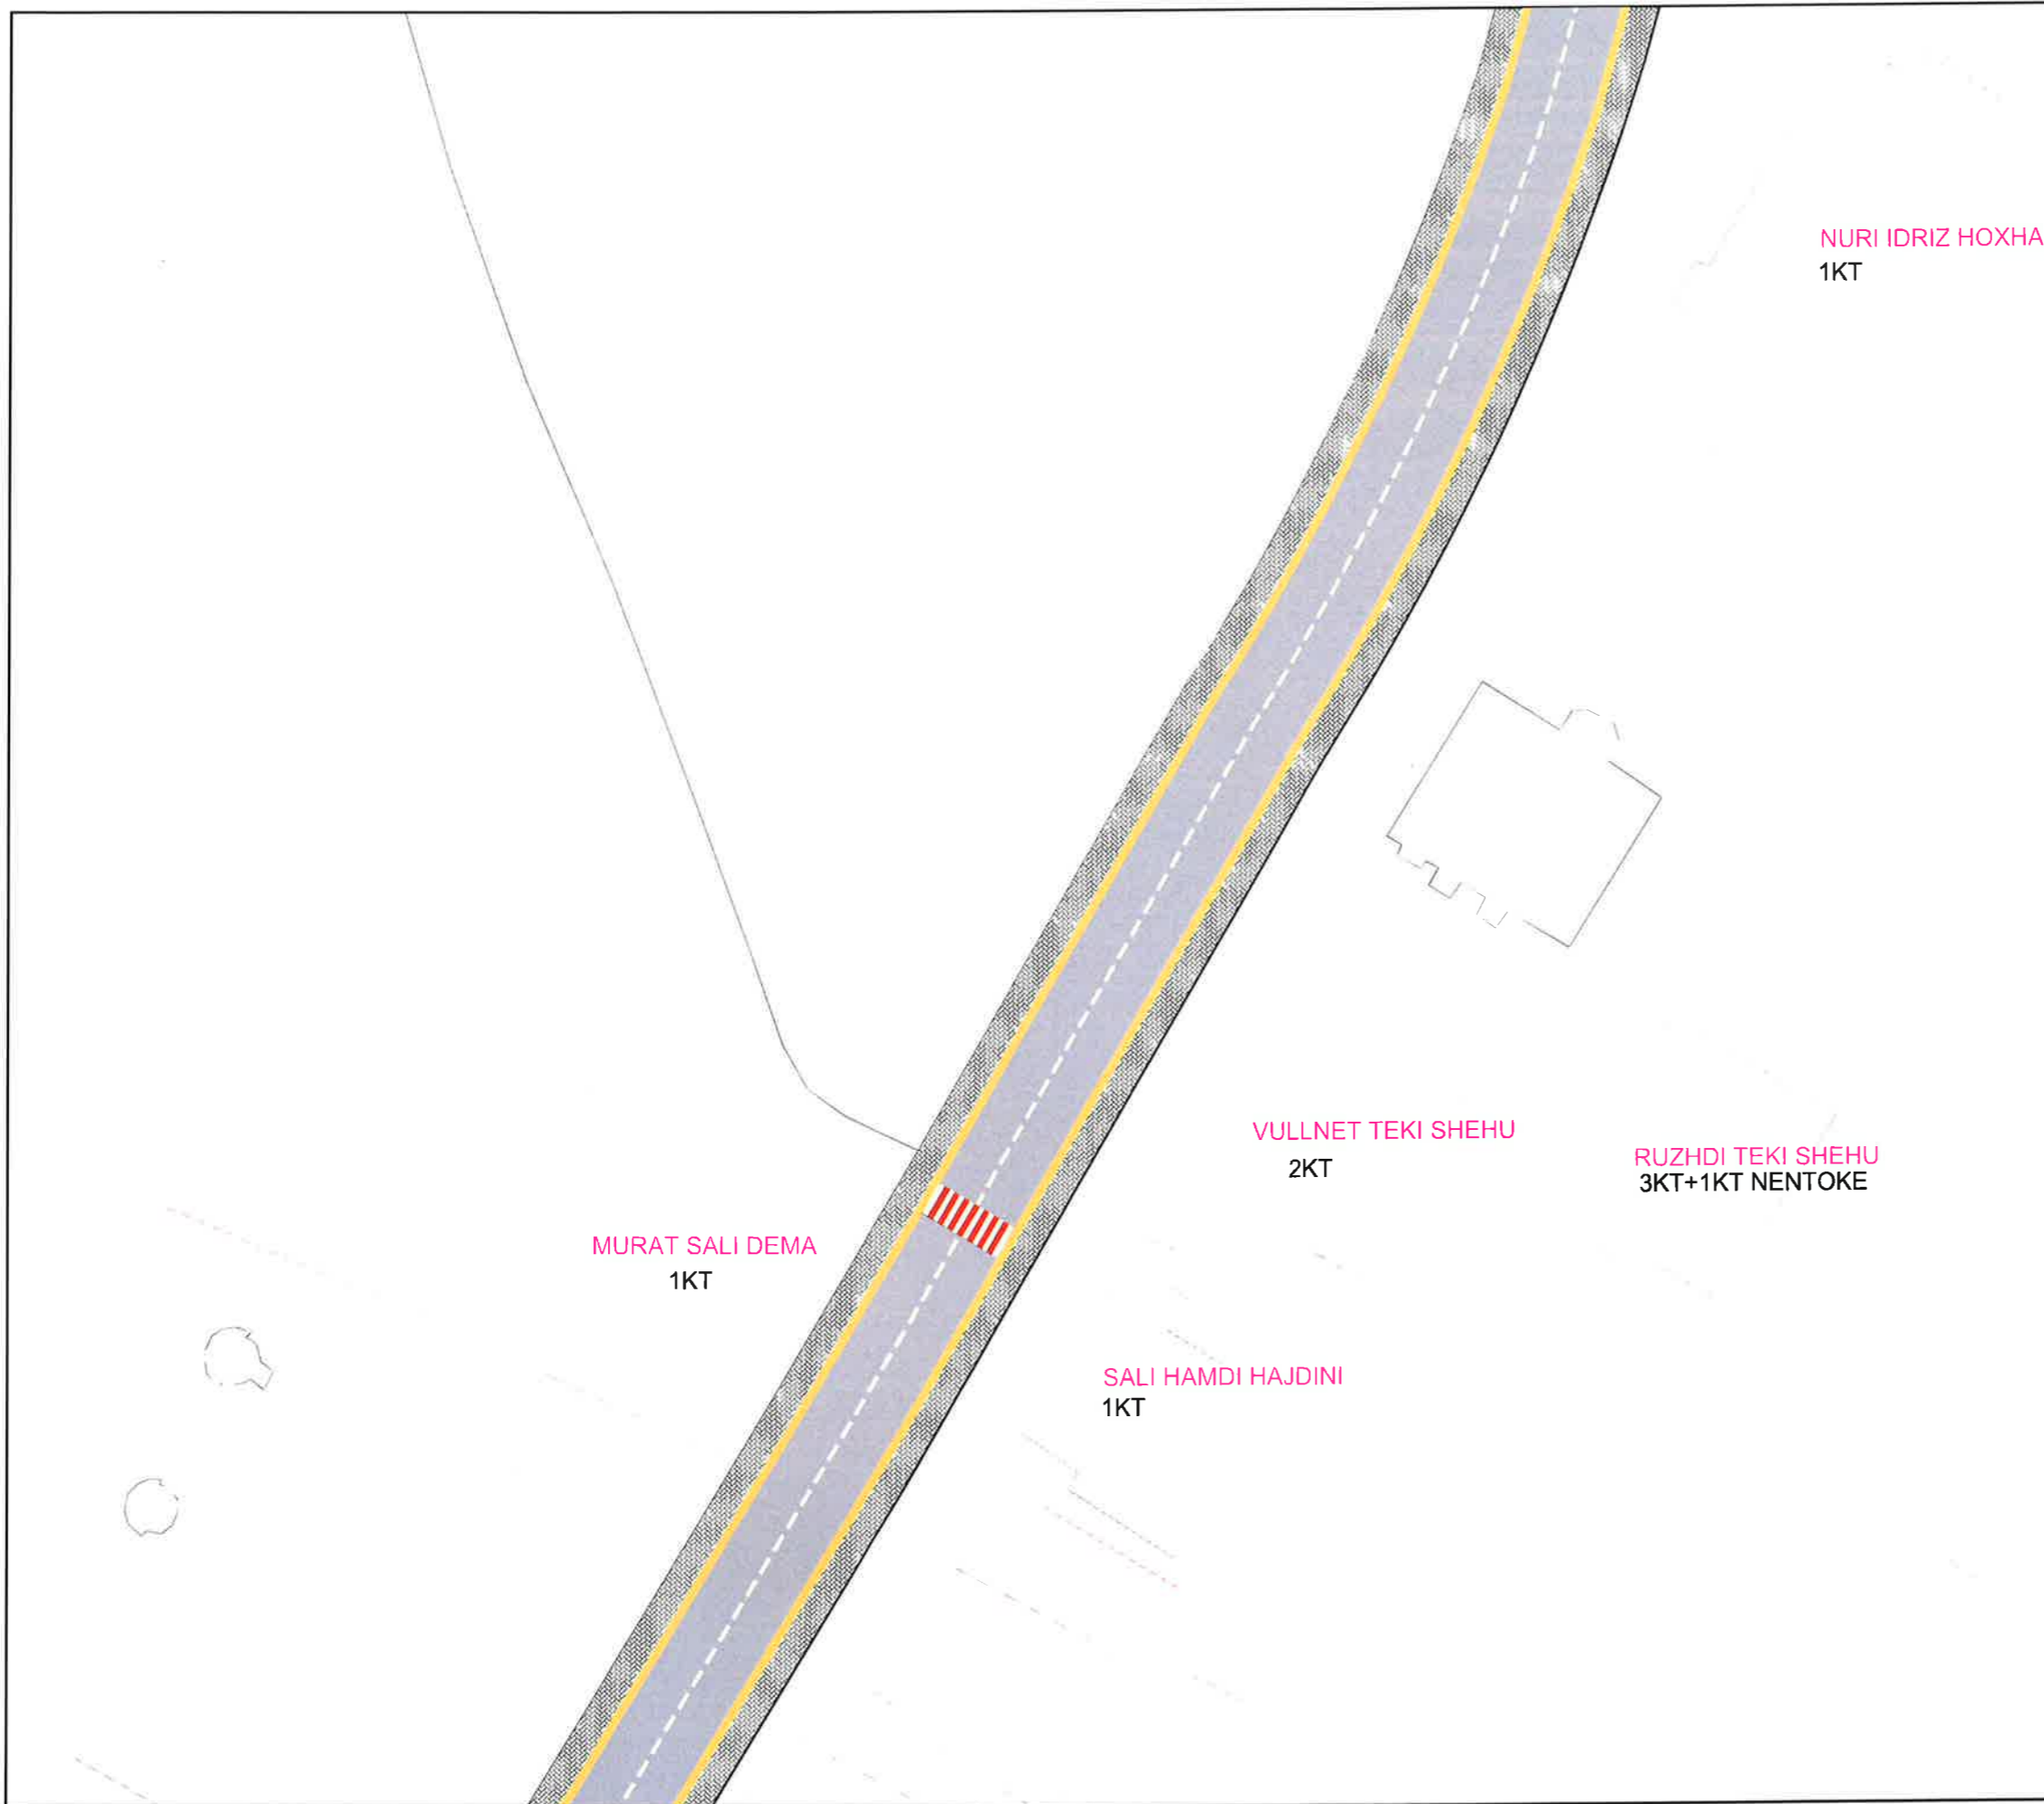 NURI IDRIZ HOXHA
1KT
VULLNET TEKI SHEHU
2KT
RUZHDI TEKI SHEHU
3KT+1KT NENTOKE
MURAT SALI DEMA
1KT
SALI HAMDI HAJDINI
1KT